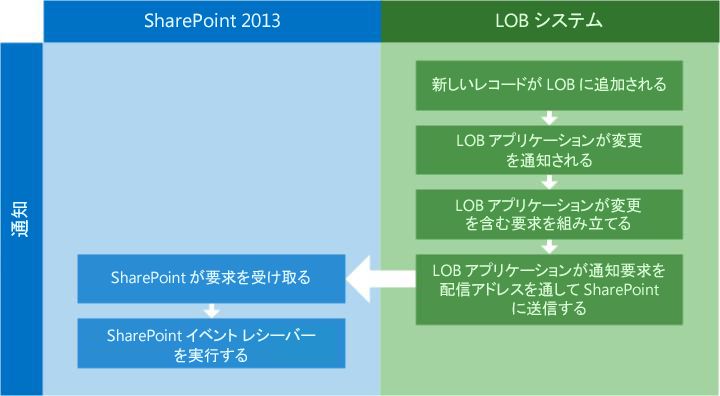 SharePoint 2013
LOB システム
通知
新しいレコードが LOB に追加される
LOB アプリケーションが変更
を通知される
LOB アプリケーションが変更
を含む要求を組み立てる
LOB アプリケーションが通知要求を
配信アドレスを通して SharePoint
に送信する
SharePoint が要求を受け取る
SharePoint イベント レシーバー
を実行する